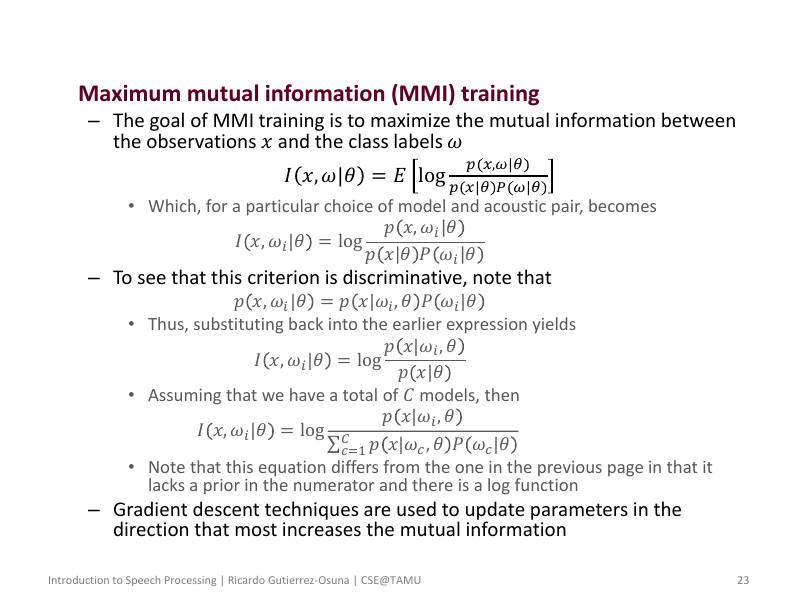 Maximum mutual information (MMI) training
– The goal of MMI training is to maximize the mutual information between
the observations 𝑥 and the class labels 𝜔
𝐼(𝑥, 𝜔|𝜃) = 𝐸 [log 𝑝(𝑥,𝜔|𝜃) / 𝑝(𝑥|𝜃)𝑃(𝜔|𝜃)]
• Which, for a particular choice of model and acoustic pair, becomes
𝐼(𝑥, 𝜔ᵢ|𝜃) = log 𝑝(𝑥, 𝜔ᵢ|𝜃) / 𝑝(𝑥|𝜃)𝑃(𝜔ᵢ|𝜃)
– To see that this criterion is discriminative, note that
𝑝(𝑥, 𝜔ᵢ|𝜃) = 𝑝(𝑥|𝜔ᵢ, 𝜃)𝑃(𝜔ᵢ|𝜃)
• Thus, substituting back into the earlier expression yields
𝐼(𝑥, 𝜔ᵢ|𝜃) = log 𝑝(𝑥|𝜔ᵢ, 𝜃) / 𝑝(𝑥|𝜃)
• Assuming that we have a total of 𝐶 models, then
𝐼(𝑥, 𝜔ᵢ|𝜃) = log 𝑝(𝑥|𝜔ᵢ, 𝜃) / ∑_{𝑐=1}^{𝐶} 𝑝(𝑥|𝜔_𝑐, 𝜃)𝑃(𝜔_𝑐|𝜃)
• Note that this equation differs from the one in the previous page in that it
lacks a prior in the numerator and there is a log function
– Gradient descent techniques are used to update parameters in the
direction that most increases the mutual information
Introduction to Speech Processing | Ricardo Gutierrez-Osuna | CSE@TAMU 23